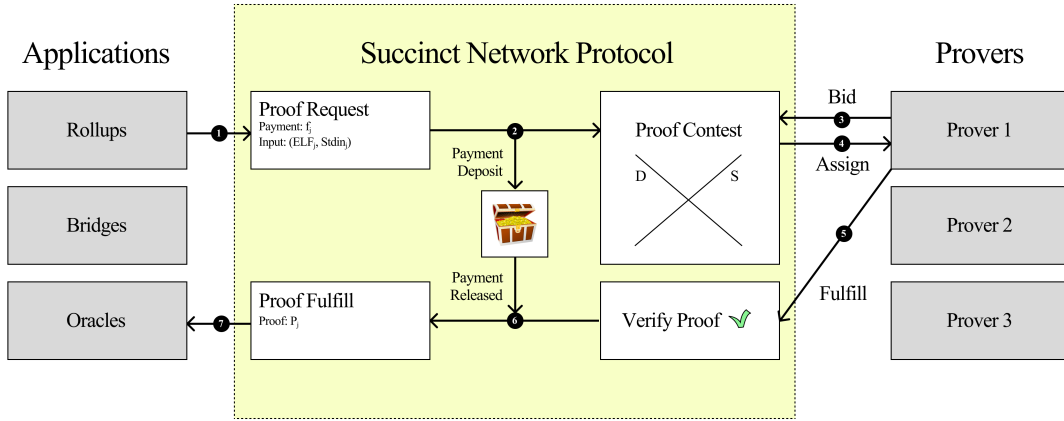 Applications
Succinct Network Protocol
Provers
Rollups
Bridges
Oracles
1
Proof Request
Payment: fj
Input: (ELFj, Stdinj)
2
Payment
Deposit
Payment
Released
6
Proof Contest
D
S
Bid
3
4
Assign
5
Fulfill
Prover 1
Prover 2
Prover 3
Verify Proof
Proof Fulfill
Proof: Pj
7